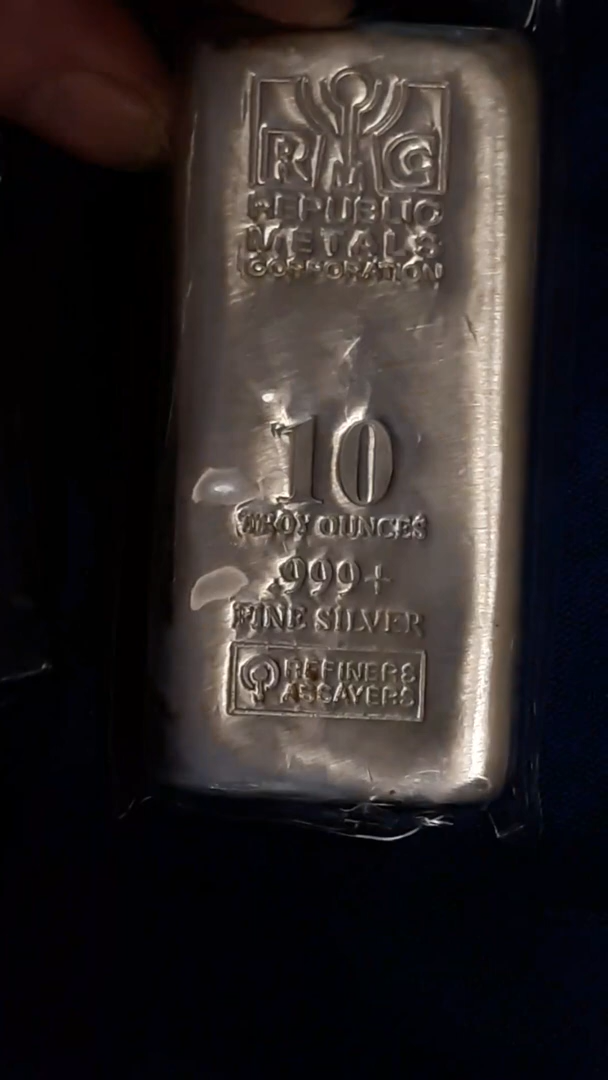 RMC
REPUBLIC
METALS
CORPORATION
10
TROY OUNCES
.999+
FINE SILVER
REFINERS
ASSAYERS